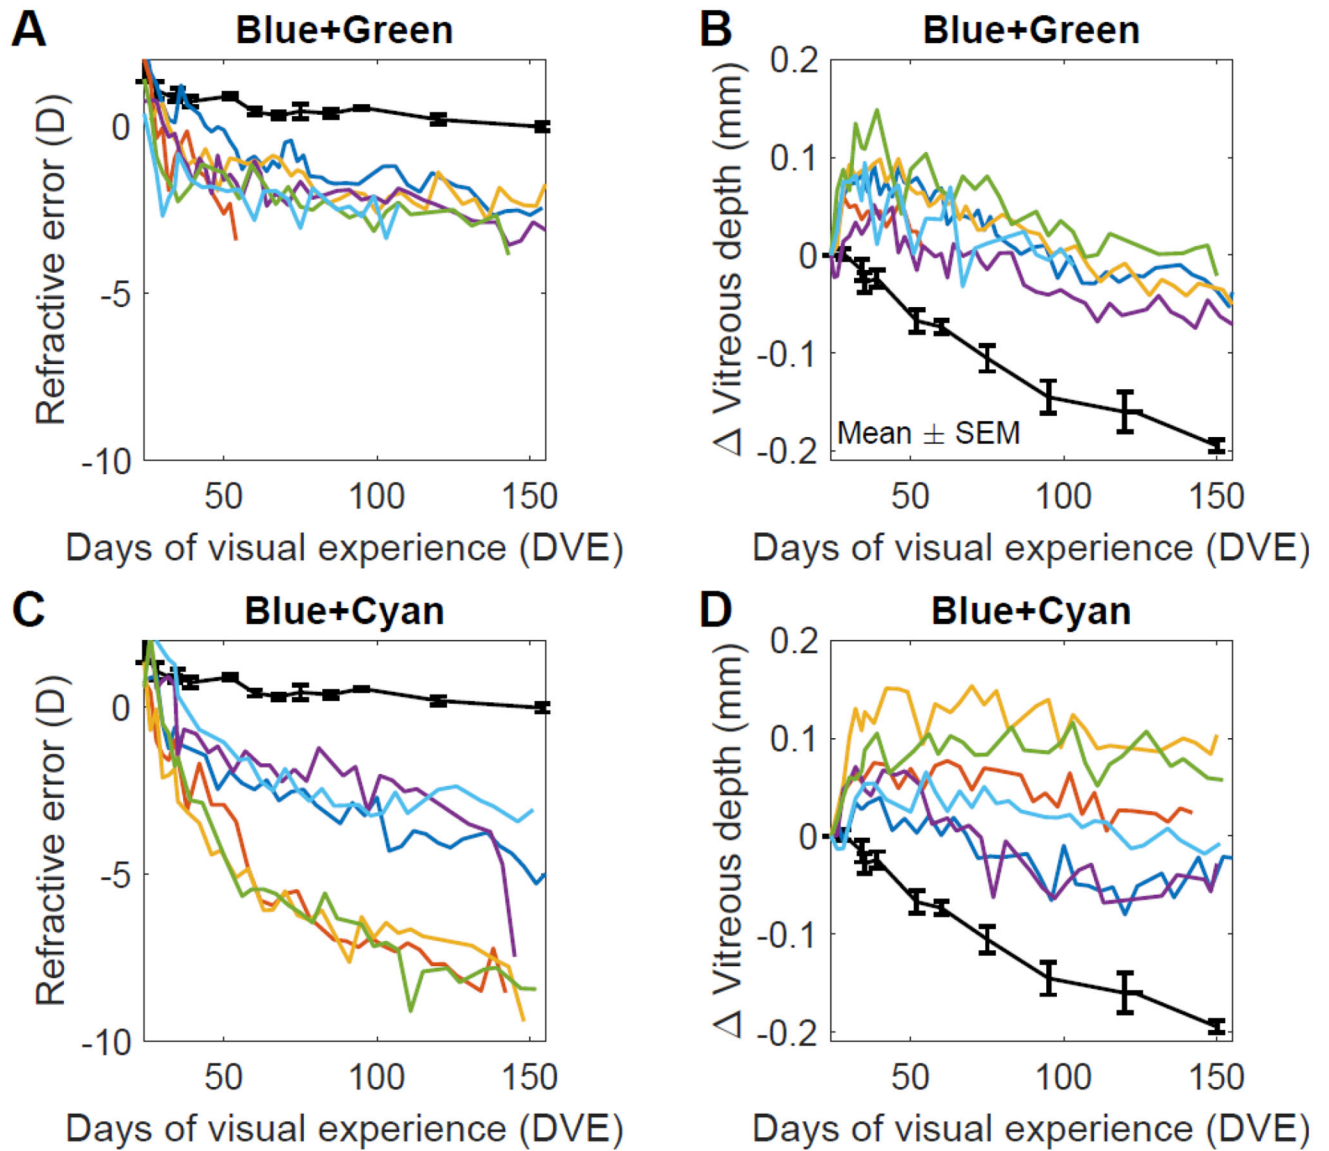 A
Blue+Green
Refractive error (D)
0
-5
-10
50
100
150
Days of visual experience (DVE)
B
Blue+Green
Δ Vitreous depth (mm)
0.2
0.1
0
-0.1
-0.2
Mean ± SEM
50
100
150
Days of visual experience (DVE)
C
Blue+Cyan
Refractive error (D)
0
-5
-10
50
100
150
Days of visual experience (DVE)
D
Blue+Cyan
Δ Vitreous depth (mm)
0.2
0.1
0
-0.1
-0.2
50
100
150
Days of visual experience (DVE)